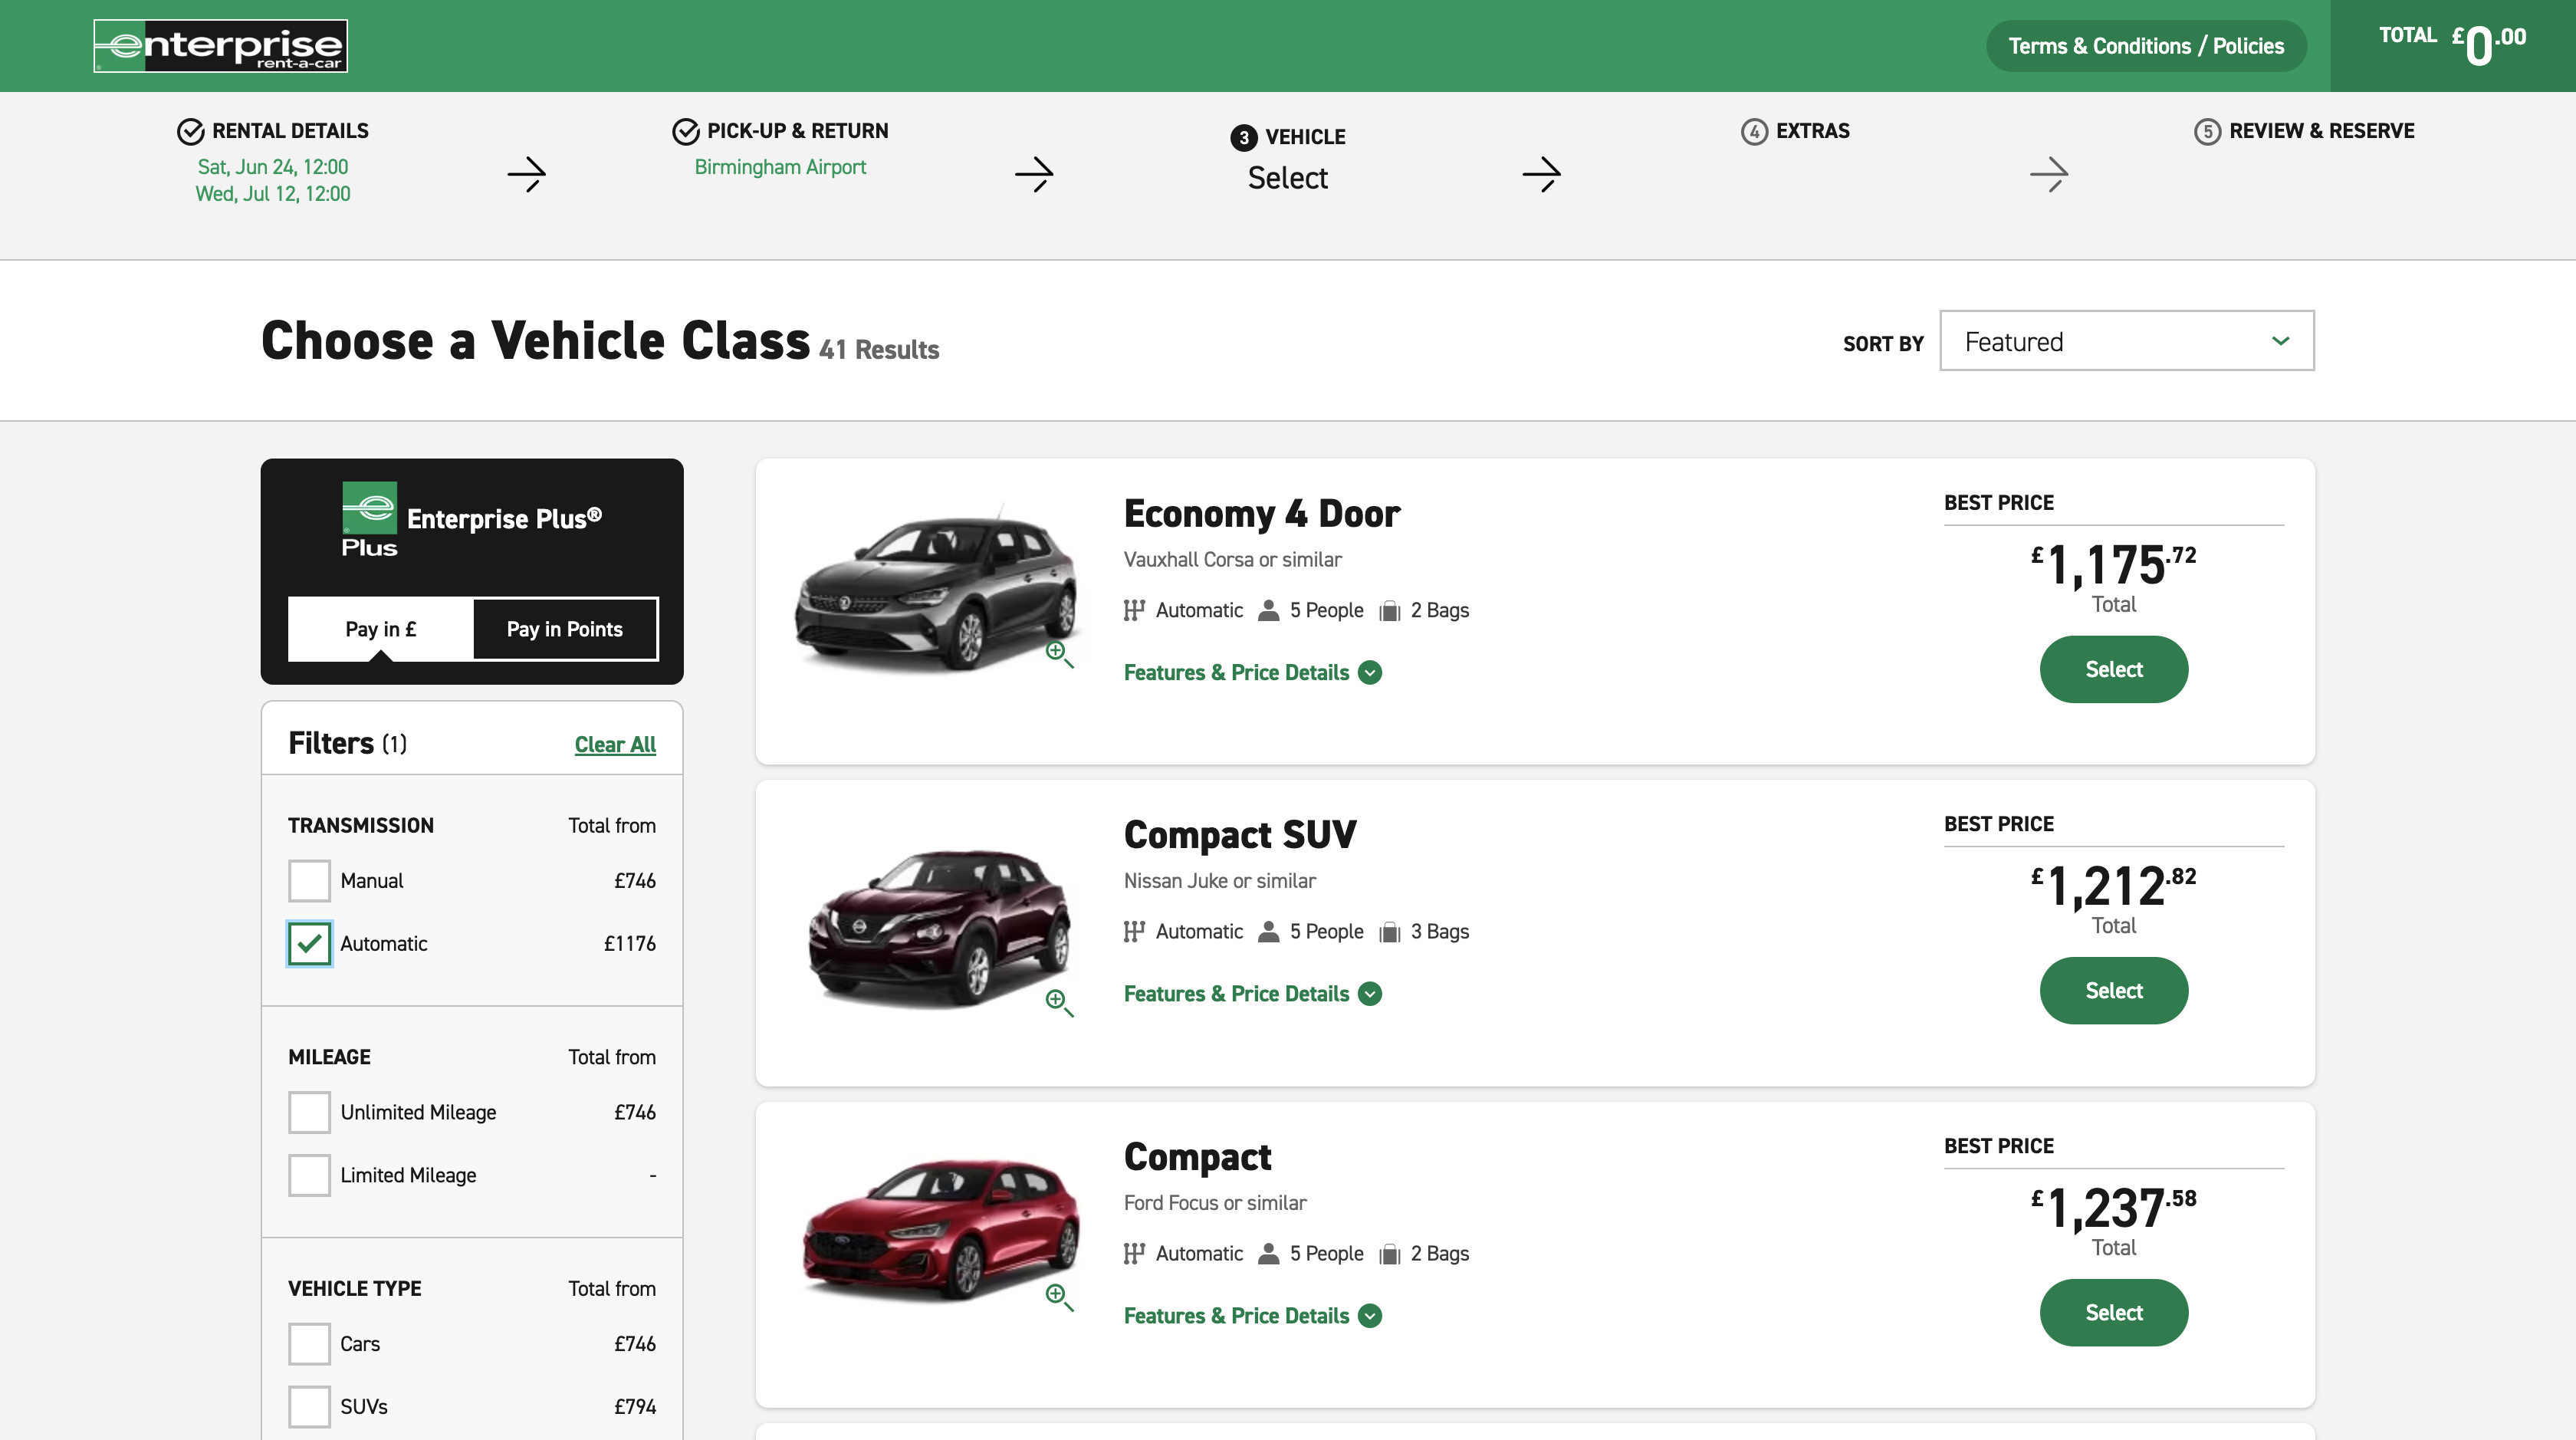 enterprise
rent-a-car
Terms & Conditions / Policies
TOTAL £0.00
RENTAL DETAILS
Sat, Jun 24, 12:00
Wed, Jul 12, 12:00
PICK-UP & RETURN
Birmingham Airport
3 VEHICLE
Select
4 EXTRAS
5 REVIEW & RESERVE
Choose a Vehicle Class 41 Results
SORT BY Featured
Plus Enterprise Plus®
Pay in £ Pay in Points
Filters (1) Clear All
TRANSMISSION Total from
Manual £746
Automatic £1176
MILEAGE Total from
Unlimited Mileage £746
Limited Mileage -
VEHICLE TYPE Total from
Cars £746
SUVs £794
Economy 4 Door
Vauxhall Corsa or similar
Automatic 5 People 2 Bags
Features & Price Details
BEST PRICE
£1,175.72
Total
Select
Compact SUV
Nissan Juke or similar
Automatic 5 People 3 Bags
Features & Price Details
BEST PRICE
£1,212.82
Total
Select
Compact
Ford Focus or similar
Automatic 5 People 2 Bags
Features & Price Details
BEST PRICE
£1,237.58
Total
Select